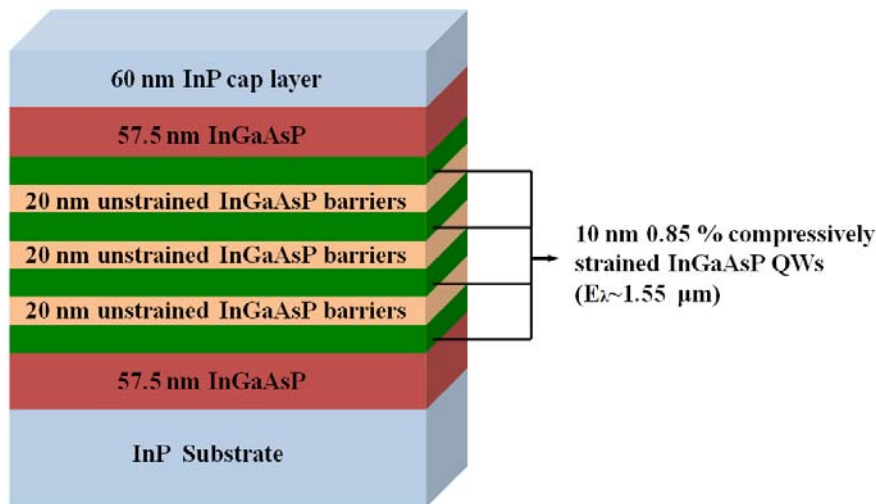 60 nm InP cap layer
57.5 nm InGaAsP
20 nm unstrained InGaAsP barriers
20 nm unstrained InGaAsP barriers
20 nm unstrained InGaAsP barriers
57.5 nm InGaAsP
InP Substrate
10 nm 0.85 % compressively
strained InGaAsP QWs
(Eλ~1.55 μm)